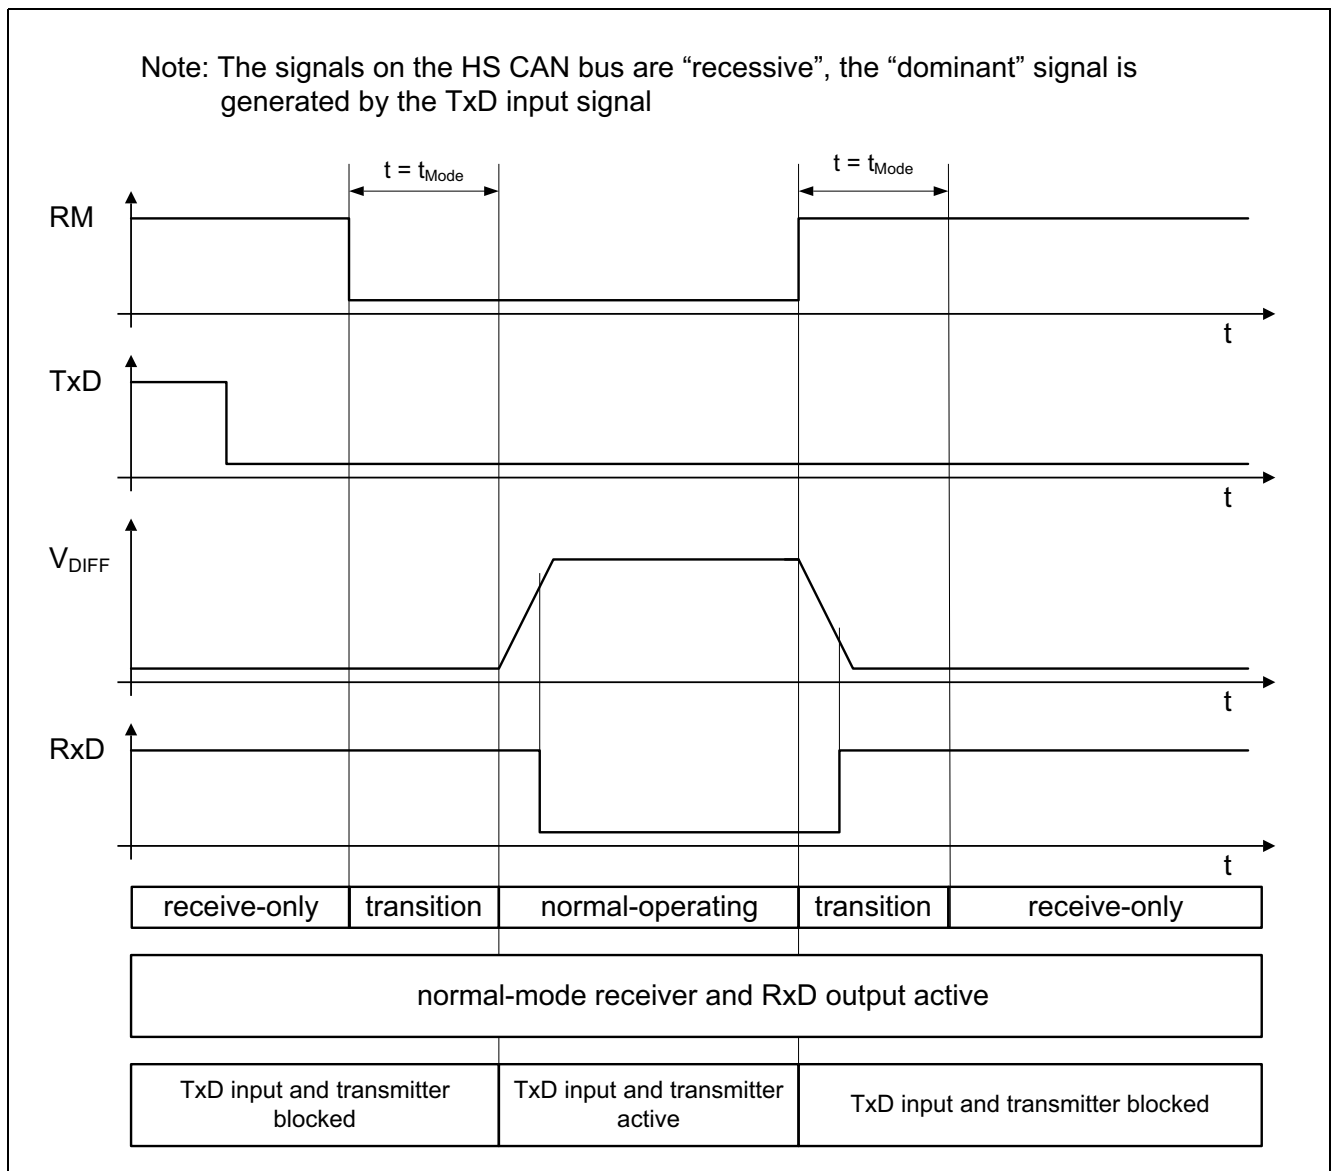 Note: The signals on the HS CAN bus are “recessive”, the “dominant” signal is
generated by the TxD input signal
t = tMode
t = tMode
RM
t
TxD
t
VDIFF
t
RxD
t
receive-only
transition
normal-operating
transition
receive-only
normal-mode receiver and RxD output active
TxD input and transmitter
blocked
TxD input and transmitter
active
TxD input and transmitter blocked